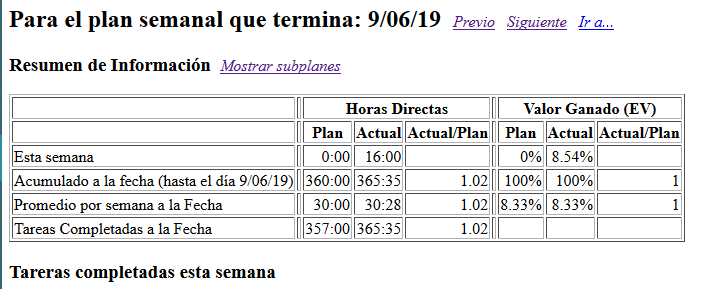 Para el plan semanal que termina: 9/06/19 Previo Siguiente Ir a...
Resumen de Información Mostrar subplanes
Horas Directas Valor Ganado (EV)
Plan Actual Actual/Plan Plan Actual Actual/Plan
Esta semana 0:00 16:00 0% 8.54%
Acumulado a la fecha (hasta el día 9/06/19) 360:00 365:35 1.02 100% 100% 1
Promedio por semana a la Fecha 30:00 30:28 1.02 8.33% 8.33% 1
Tareas Completadas a la Fecha 357:00 365:35 1.02
Tareras completadas esta semana